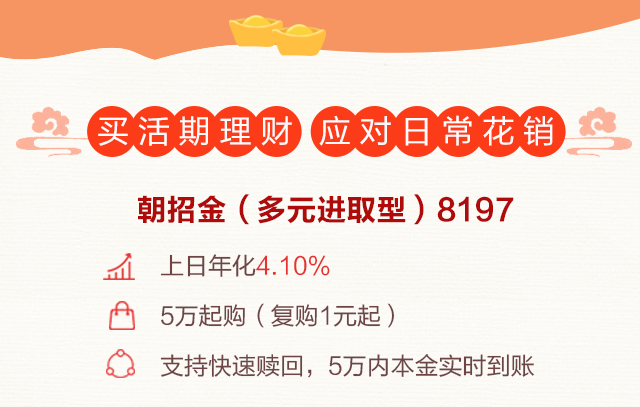 买活期理财 应对日常花销
朝招金（多元进取型）8197
上日年化4.10%
5万起购（复购1元起）
支持快速赎回，5万内本金实时到账